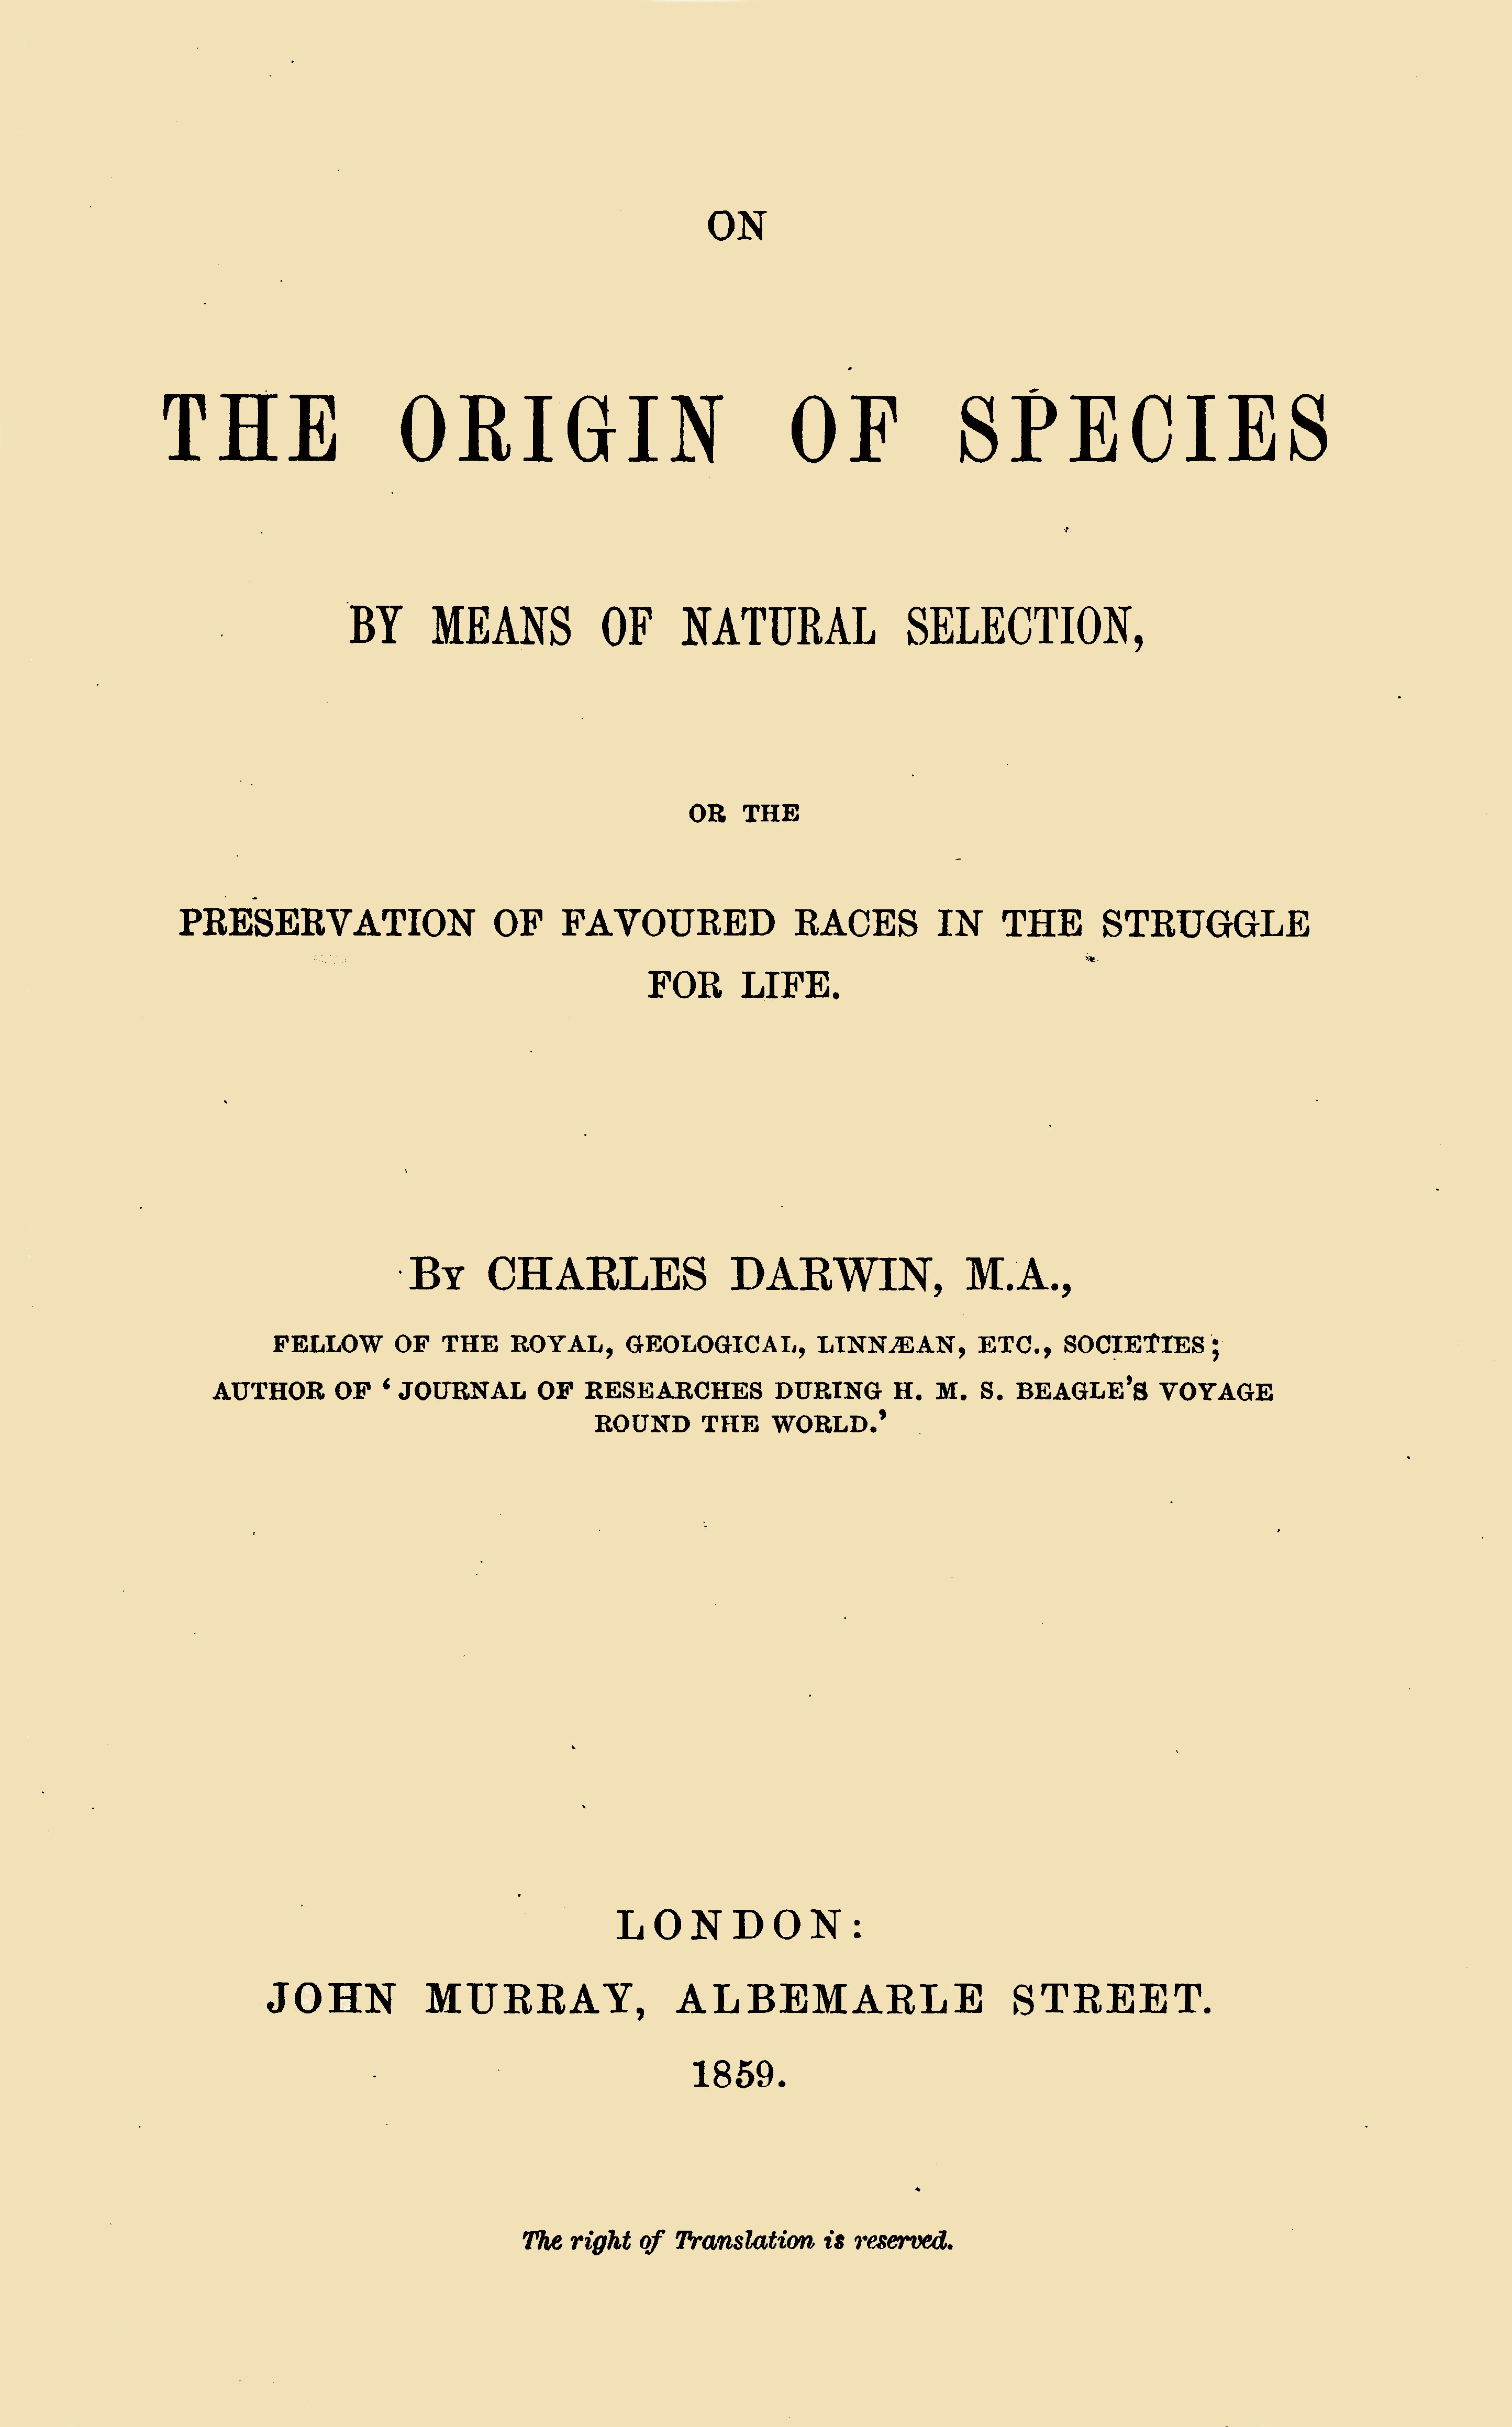 ON
THE ORIGIN OF SPECIES
BY MEANS OF NATURAL SELECTION,
OR THE
PRESERVATION OF FAVOURED RACES IN THE STRUGGLE
FOR LIFE.
By CHARLES DARWIN, M.A.,
FELLOW OF THE ROYAL, GEOLOGICAL, LINNÆAN, ETC., SOCIETIES;
AUTHOR OF ‘JOURNAL OF RESEARCHES DURING H. M. S. BEAGLE’S VOYAGE
ROUND THE WORLD.’
LONDON:
JOHN MURRAY, ALBEMARLE STREET.
1859.
The right of Translation is reserved.